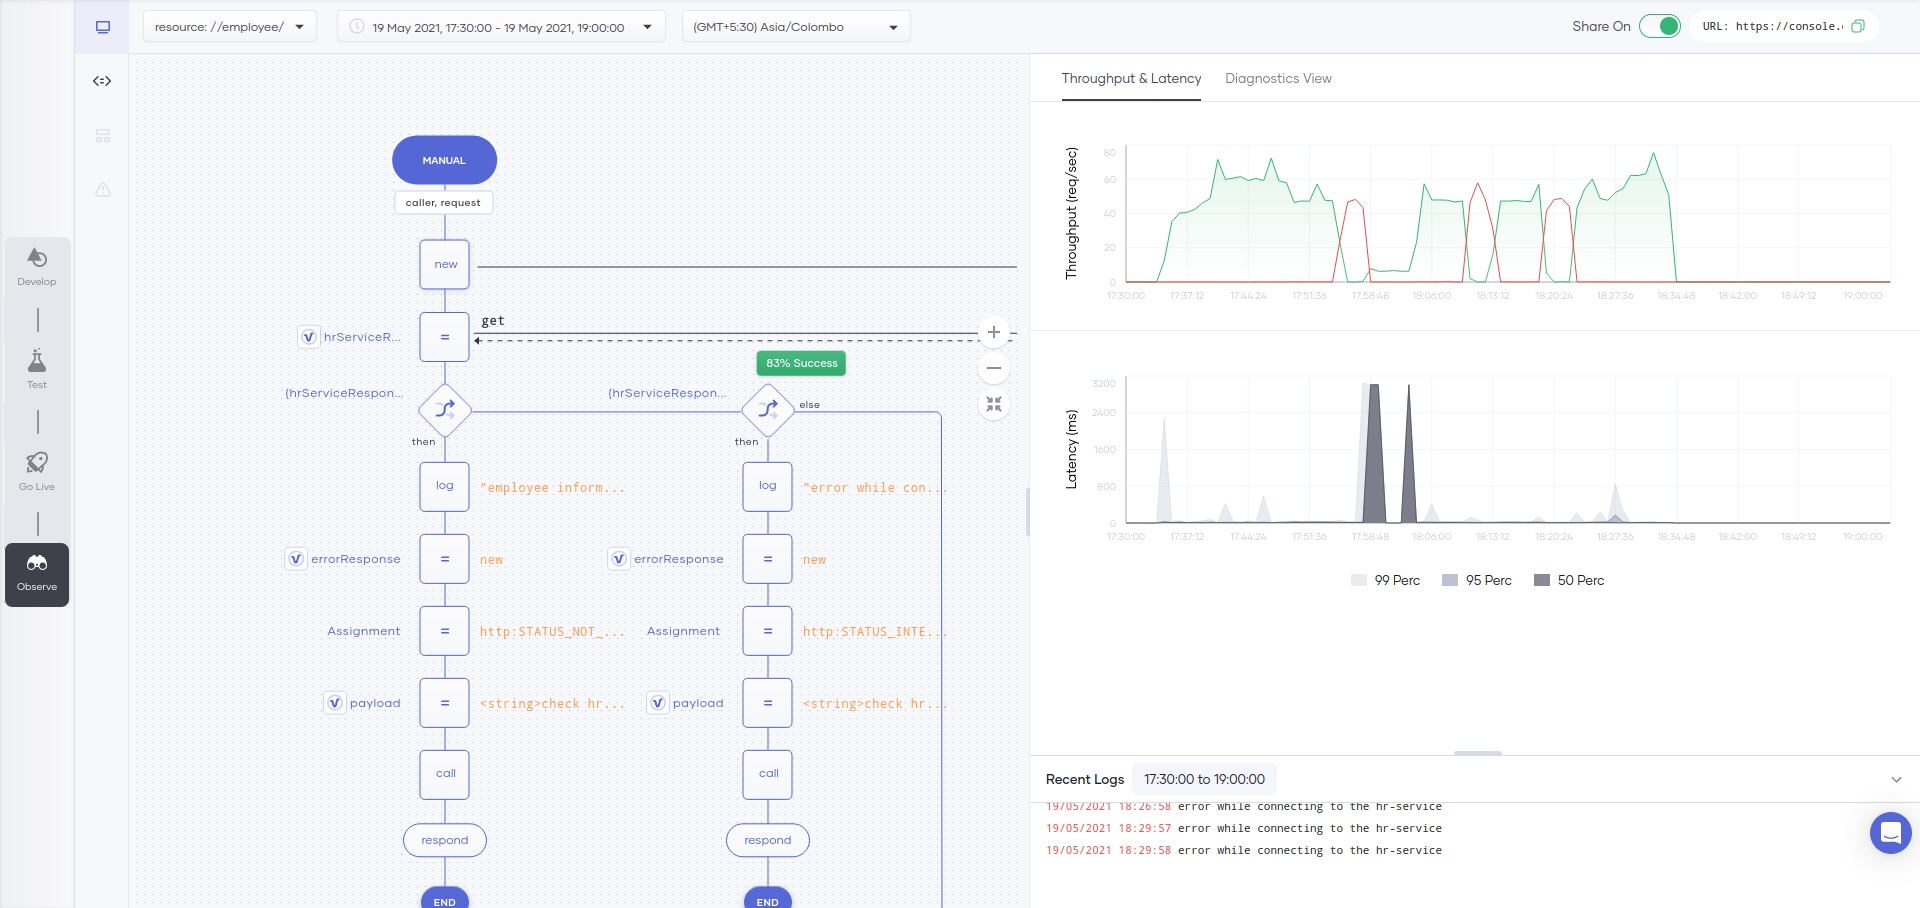 resource: //employee/
19 May 2021, 17:30:00 - 19 May 2021, 19:00:00
(GMT+5:30) Asia/Colombo
Share On
URL: https://console.
Develop
Test
Go Live
Observe
MANUAL
caller, request
new
get
hrServiceR...
=
83% Success
(hrServiceRespon...
(hrServiceRespon...
else
then
then
log
"employee inform...
log
"error while con...
errorResponse
=
new
errorResponse
=
new
Assignment
=
http:STATUS_NOT_...
Assignment
=
http:STATUS_INTE...
payload
=
<string>check hr...
payload
=
<string>check hr...
call
call
respond
respond
END
END
Throughput & Latency
Diagnostics View
Throughput (req/sec)
80
60
40
20
0
17:30:00 17:37:12 17:44:24 17:51:36 17:58:48 18:06:00 18:13:12 18:20:24 18:27:36 18:34:48 18:42:00 18:49:12 19:00:00
Latency (ms)
3200
2400
1600
800
0
17:30:00 17:37:12 17:44:24 17:51:36 17:58:48 18:06:00 18:13:12 18:20:24 18:27:36 18:34:48 18:42:00 18:49:12 19:00:00
99 Perc
95 Perc
50 Perc
Recent Logs
17:30:00 to 19:00:00
19/05/2021 18:26:58 error while connecting to the hr-service
19/05/2021 18:29:57 error while connecting to the hr-service
19/05/2021 18:29:58 error while connecting to the hr-service